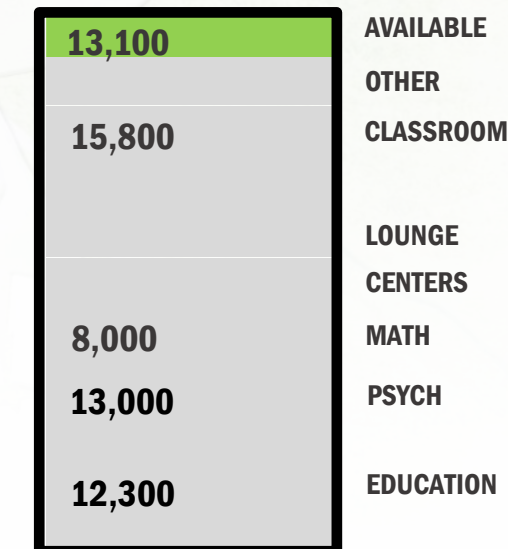 13,100 AVAILABLE
OTHER
15,800 CLASSROOM
LOUNGE
CENTERS
8,000 MATH
13,000 PSYCH
12,300 EDUCATION